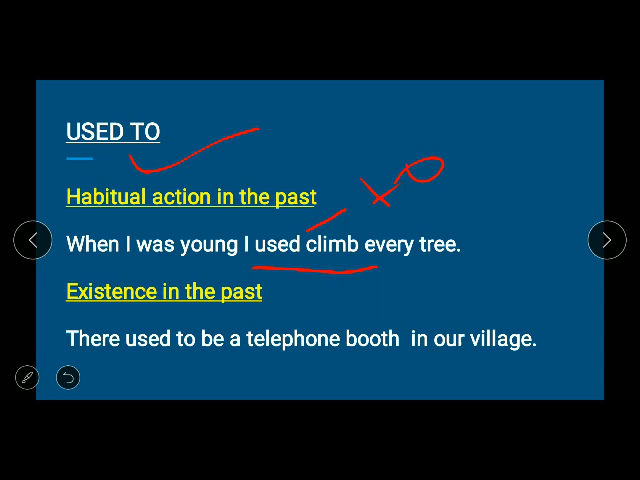 USED TO
Habitual action in the past
When I was young I used climb every tree.
Existence in the past
There used to be a telephone booth in our village.